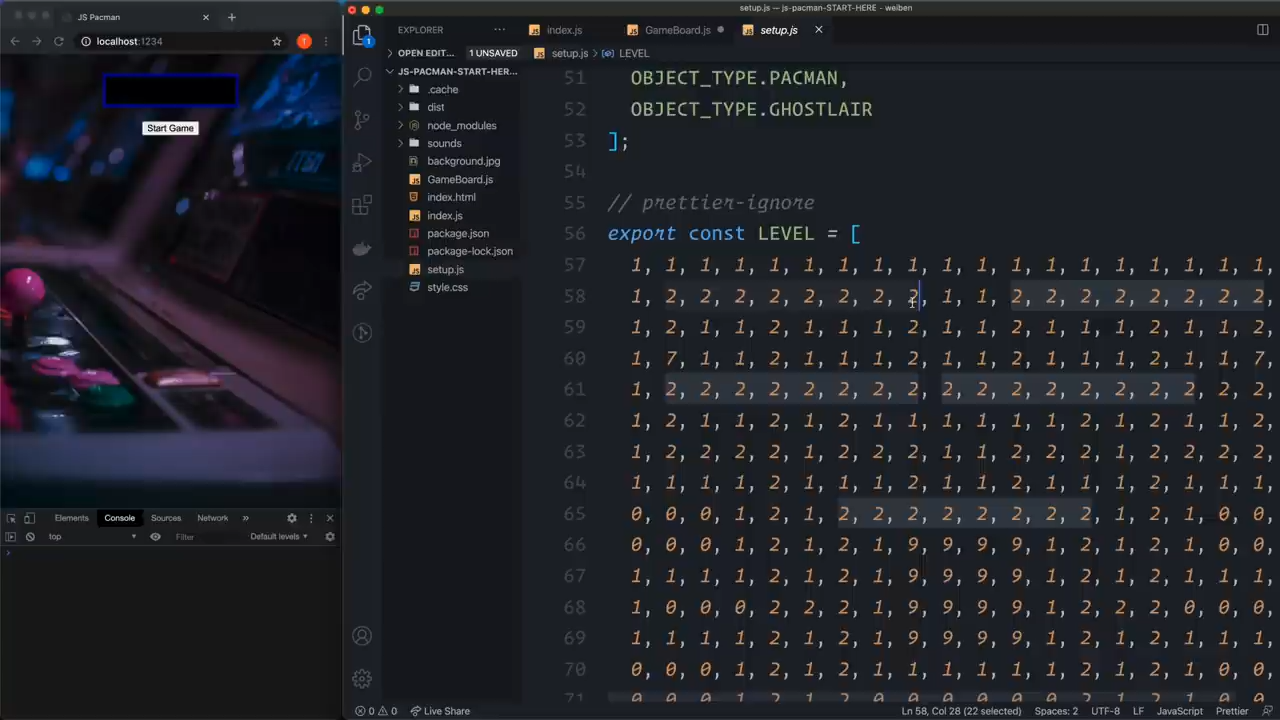 JS Pacman
localhost:1234
T
Start Game
Elements Console Sources Network »
top Filter Default levels
setup.js — js-pacman-START-HERE - weiben
EXPLORER
index.js GameBoard.js setup.js
OPEN EDIT... 1 UNSAVED
setup.js LEVEL
JS-PACMAN-START-HER...
.cache
dist
node_modules
sounds
background.jpg
GameBoard.js
index.html
index.js
package.json
package-lock.json
setup.js
style.css
51 OBJECT_TYPE.PACMAN,
52 OBJECT_TYPE.GHOSTLAIR
53 ];
54
55 // prettier-ignore
56 export const LEVEL = [
57 1, 1, 1, 1, 1, 1, 1, 1, 1, 1, 1, 1, 1, 1, 1, 1, 1, 1, 1,
58 1, 2, 2, 2, 2, 2, 2, 2, 2, 1, 1, 2, 2, 2, 2, 2, 2, 2, 2,
59 1, 2, 1, 1, 2, 1, 1, 1, 2, 1, 1, 2, 1, 1, 1, 2, 1, 1, 2,
60 1, 7, 1, 1, 2, 1, 1, 1, 2, 1, 1, 2, 1, 1, 1, 2, 1, 1, 7,
61 1, 2, 2, 2, 2, 2, 2, 2, 2, 2, 2, 2, 2, 2, 2, 2, 2, 2, 2,
62 1, 2, 1, 1, 2, 1, 2, 1, 1, 1, 1, 1, 1, 2, 1, 2, 1, 1, 2,
63 1, 2, 2, 2, 2, 1, 2, 2, 2, 1, 1, 2, 2, 2, 1, 2, 2, 2, 2,
64 1, 1, 1, 1, 2, 1, 1, 1, 2, 1, 1, 2, 1, 1, 1, 2, 1, 1, 1,
65 0, 0, 0, 1, 2, 1, 2, 2, 2, 2, 2, 2, 2, 2, 1, 2, 1, 0, 0,
66 0, 0, 0, 1, 2, 1, 2, 1, 9, 9, 9, 9, 1, 2, 1, 2, 1, 0, 0,
67 1, 1, 1, 1, 2, 1, 2, 1, 9, 9, 9, 9, 1, 2, 1, 2, 1, 1, 1,
68 1, 0, 0, 0, 2, 2, 2, 1, 9, 9, 9, 9, 1, 2, 2, 2, 0, 0, 0,
69 1, 1, 1, 1, 2, 1, 2, 1, 9, 9, 9, 9, 1, 2, 1, 2, 1, 1, 1,
70 0, 0, 0, 1, 2, 1, 2, 1, 1, 1, 1, 1, 1, 2, 1, 2, 1, 0, 0,
71
0 0 Live Share Ln 58, Col 28 (22 selected) Spaces: 2 UTF-8 LF JavaScript Prettier